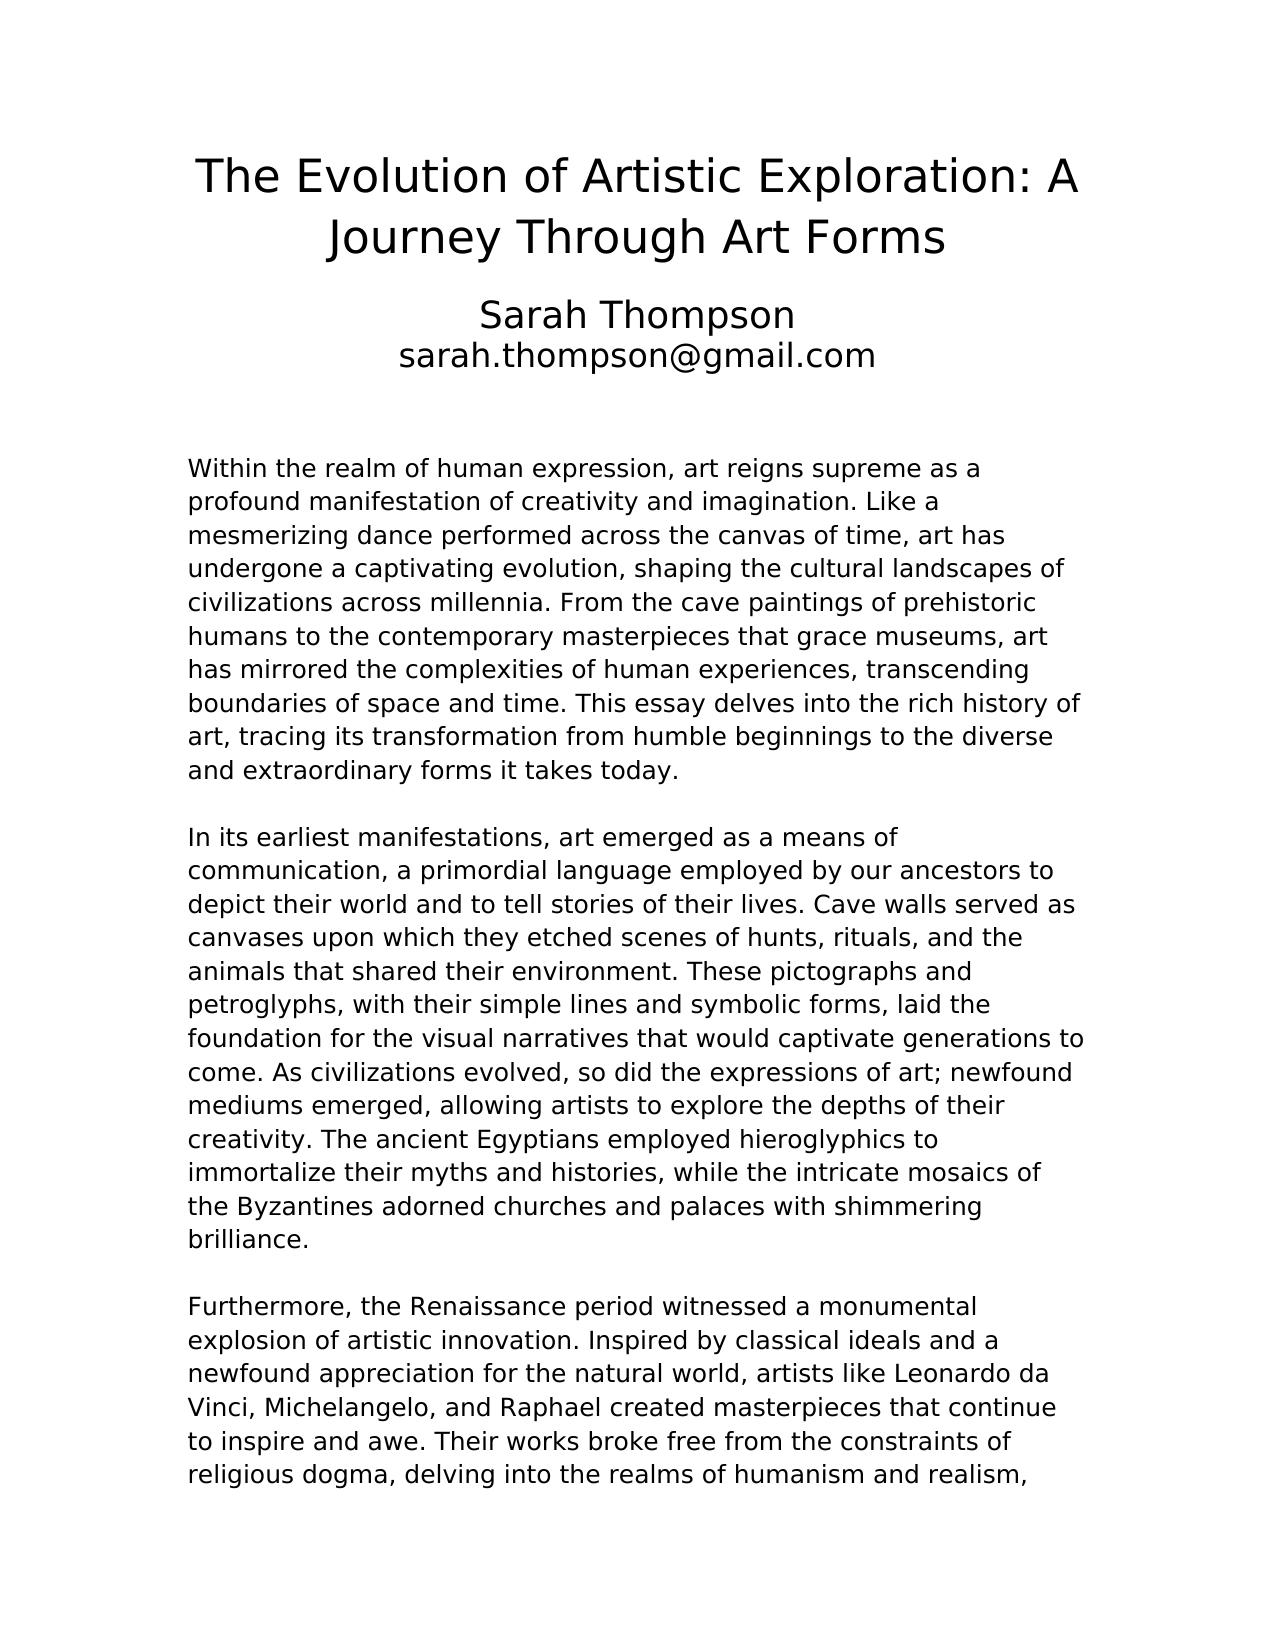 The Evolution of Artistic Exploration: A
Journey Through Art Forms
Sarah Thompson
sarah.thompson@gmail.com
Within the realm of human expression, art reigns supreme as a
profound manifestation of creativity and imagination. Like a
mesmerizing dance performed across the canvas of time, art has
undergone a captivating evolution, shaping the cultural landscapes of
civilizations across millennia. From the cave paintings of prehistoric
humans to the contemporary masterpieces that grace museums, art
has mirrored the complexities of human experiences, transcending
boundaries of space and time. This essay delves into the rich history of
art, tracing its transformation from humble beginnings to the diverse
and extraordinary forms it takes today.
In its earliest manifestations, art emerged as a means of
communication, a primordial language employed by our ancestors to
depict their world and to tell stories of their lives. Cave walls served as
canvases upon which they etched scenes of hunts, rituals, and the
animals that shared their environment. These pictographs and
petroglyphs, with their simple lines and symbolic forms, laid the
foundation for the visual narratives that would captivate generations to
come. As civilizations evolved, so did the expressions of art; newfound
mediums emerged, allowing artists to explore the depths of their
creativity. The ancient Egyptians employed hieroglyphics to
immortalize their myths and histories, while the intricate mosaics of
the Byzantines adorned churches and palaces with shimmering
brilliance.
Furthermore, the Renaissance period witnessed a monumental
explosion of artistic innovation. Inspired by classical ideals and a
newfound appreciation for the natural world, artists like Leonardo da
Vinci, Michelangelo, and Raphael created masterpieces that continue
to inspire and awe. Their works broke free from the constraints of
religious dogma, delving into the realms of humanism and realism,